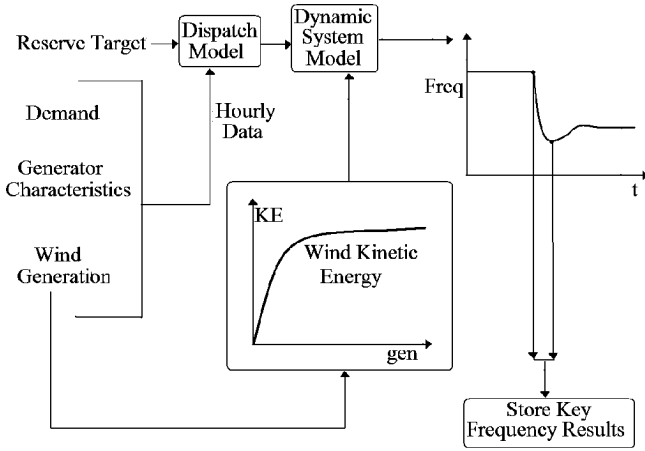 Reserve Target
Dispatch
Model
Dynamic
System
Model
Freq
t
Demand
Hourly
Data
Generator
Characteristics
Wind
Generation
KE
Wind Kinetic
Energy
gen
Store Key
Frequency Results